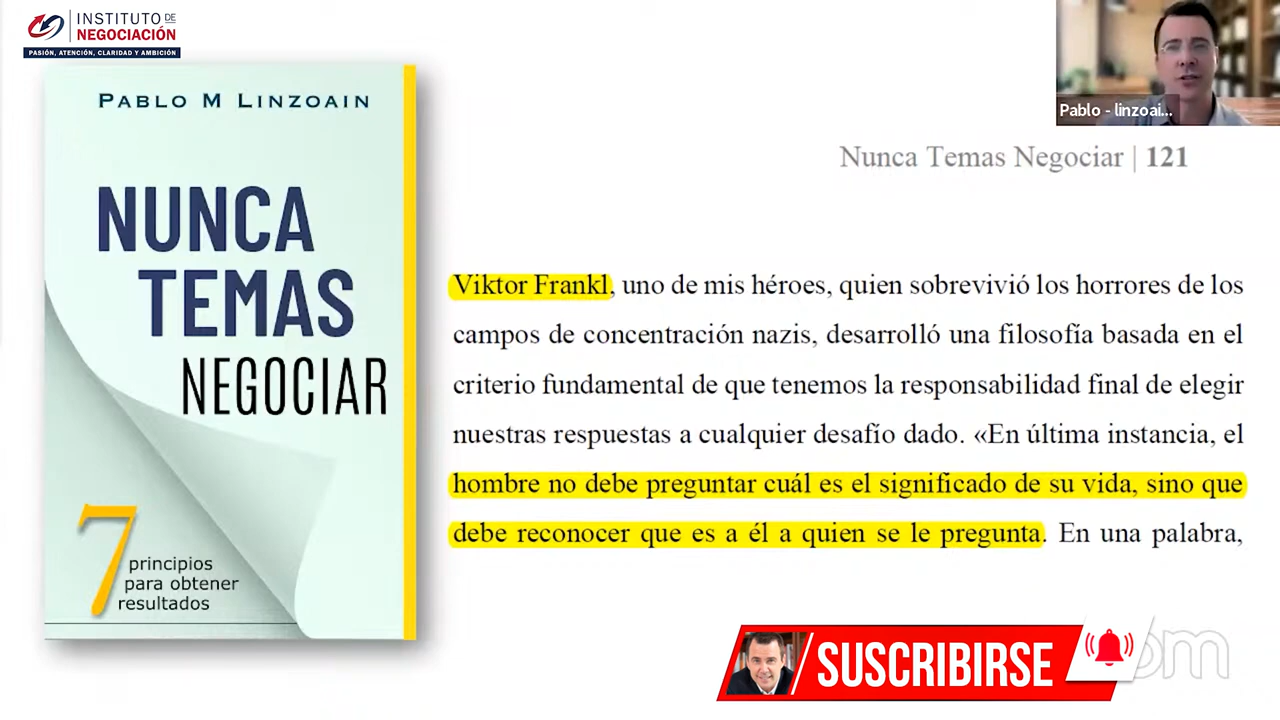 INSTITUTO DE
NEGOCIACIÓN
PASIÓN, ATENCIÓN, CLARIDAD Y AMBICIÓN
PABLO M LINZOAIN
NUNCA
TEMAS
NEGOCIAR
7
principios
para obtener
resultados
Pablo - linzoai...
Nunca Temas Negociar | 121
Viktor Frankl, uno de mis héroes, quien sobrevivió los horrores de los
campos de concentración nazis, desarrolló una filosofía basada en el
criterio fundamental de que tenemos la responsabilidad final de elegir
nuestras respuestas a cualquier desafío dado. «En última instancia, el
hombre no debe preguntar cuál es el significado de su vida, sino que
debe reconocer que es a él a quien se le pregunta. En una palabra,
SUSCRIBIRSE